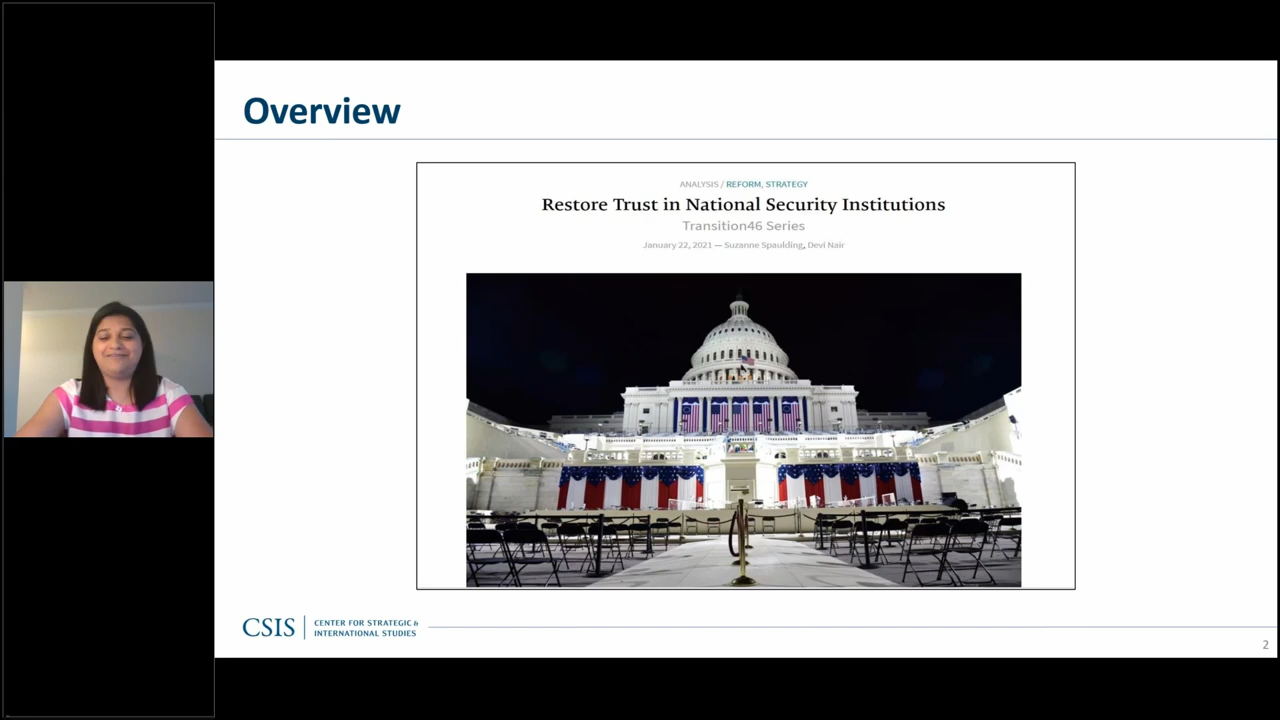 Overview
ANALYSIS / REFORM, STRATEGY
Restore Trust in National Security Institutions
Transition46 Series
January 22, 2021 — Suzanne Spaulding, Devi Nair
CSIS
CENTER FOR STRATEGIC &
INTERNATIONAL STUDIES
2